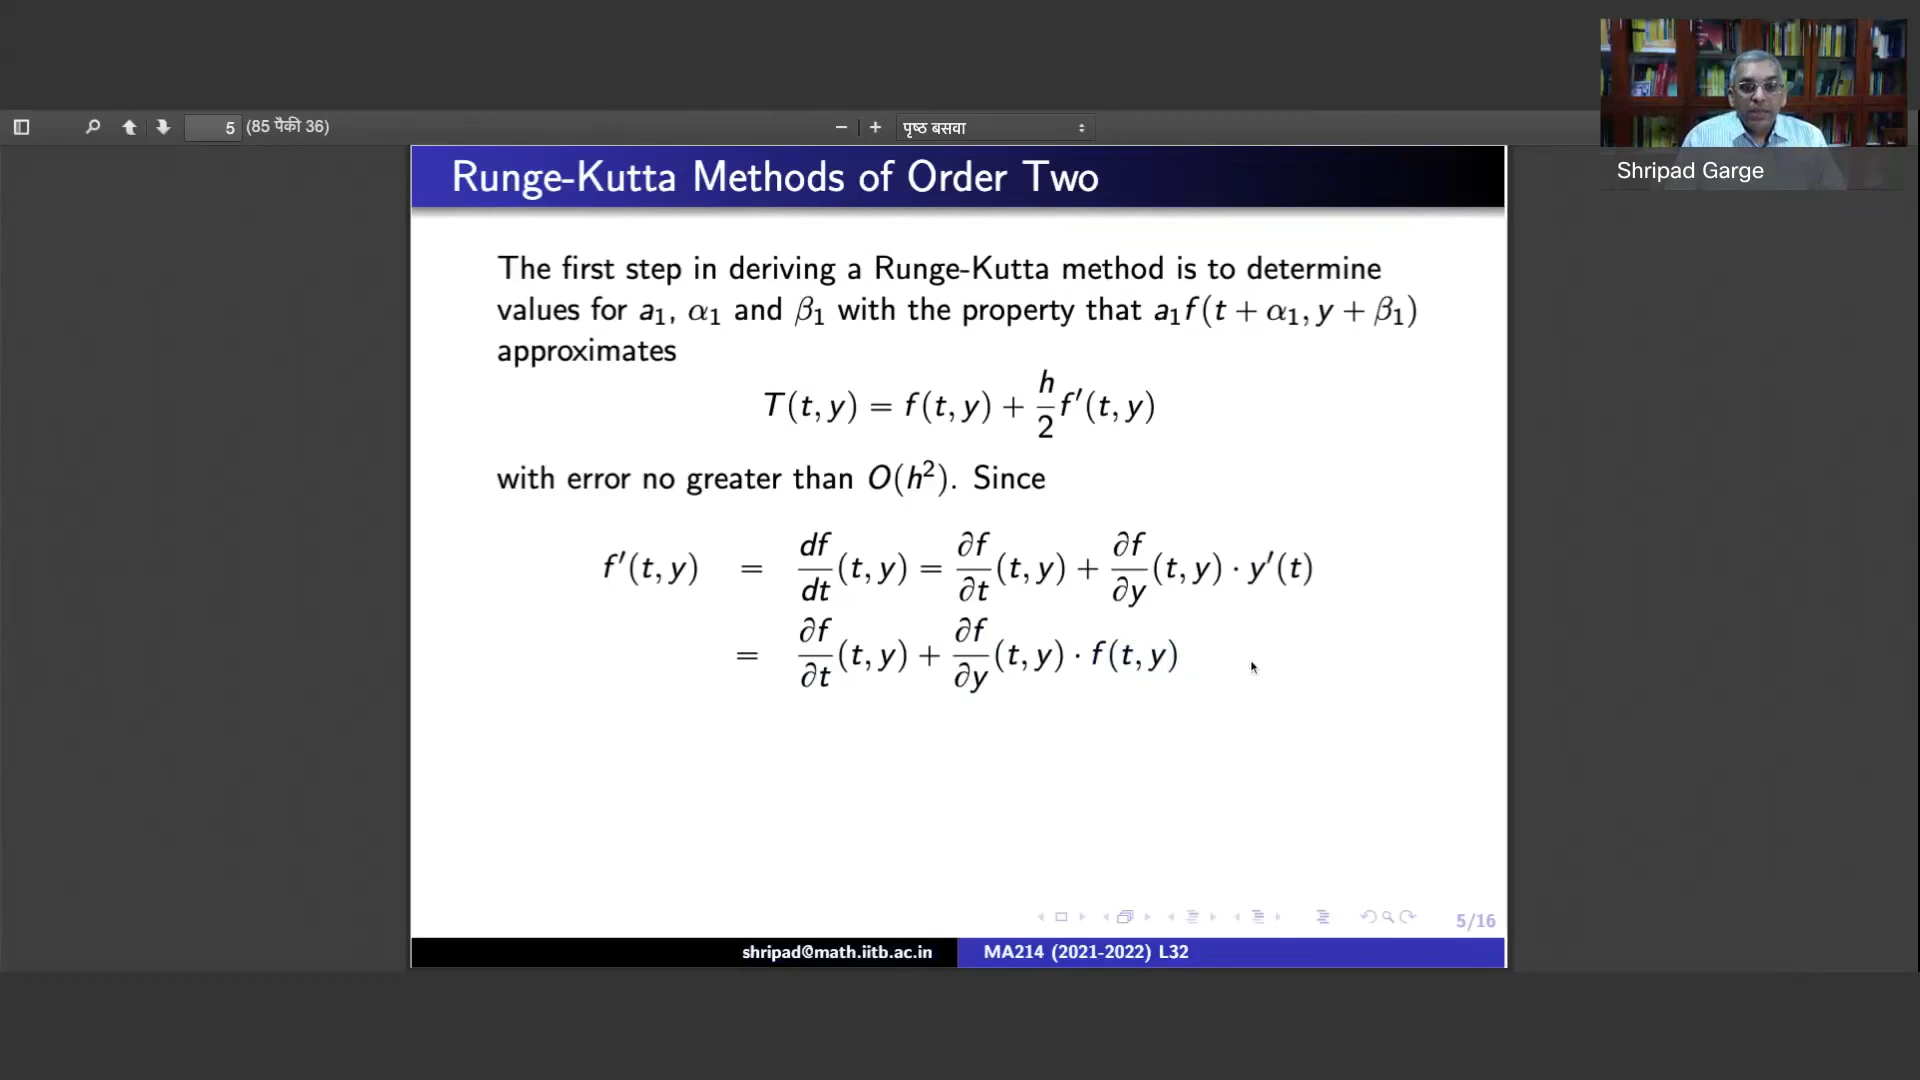 5 (85 पैकी 36)
पृष्ठ बसवा
Shripad Garge
Runge-Kutta Methods of Order Two
The first step in deriving a Runge-Kutta method is to determine
values for a₁, α₁ and β₁ with the property that a₁f(t + α₁, y + β₁)
approximates
T(t, y) = f(t, y) + h/2 f′(t, y)
with error no greater than O(h²). Since
f′(t, y) = df/dt (t, y) = ∂f/∂t (t, y) + ∂f/∂y (t, y) · y′(t)
= ∂f/∂t (t, y) + ∂f/∂y (t, y) · f(t, y)
5/16
shripad@math.iitb.ac.in MA214 (2021-2022) L32